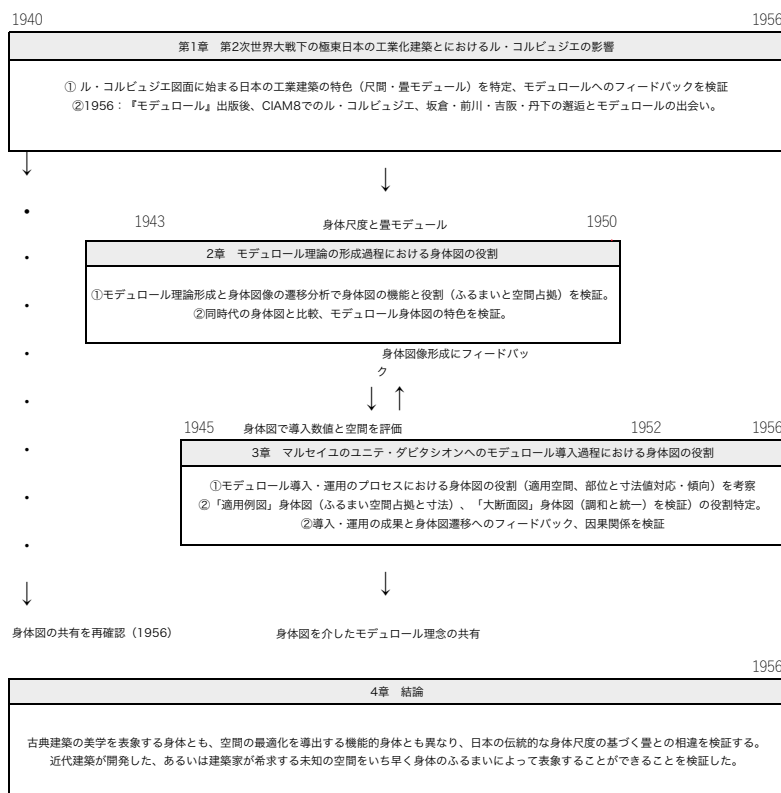 1940
1956
第1章　第2次世界大戦下の極東日本の工業化建築とにおけるル・コルビュジエの影響
① ル・コルビュジエ図面に始まる日本の工業建築の特色（尺間・畳モデュール）を特定、モデュロールへのフィードバックを検証
②1956：『モデュロール』出版後、CIAM8でのル・コルビュジエ、坂倉・前川・吉阪・丹下の邂逅とモデュロールの出会い。
↓
↓
1943
身体尺度と畳モデュール
1950
2章　モデュロール理論の形成過程における身体図の役割
①モデュロール理論形成と身体図像の遷移分析で身体図の機能と役割（ふるまいと空間占拠）を検証。
②同時代の身体図と比較、モデュロール身体図の特色を検証。
身体図像形成にフィードバッ
ク
↓ ↑
1945
身体図で導入数値と空間を評価
1952
1956
3章　マルセイユのユニテ・ダビタシオンへのモデュロール導入過程における身体図の役割
①モデュロール導入・運用のプロセスにおける身体図の役割（適用空間、部位と寸法値対応・傾向）を考察
②「適用例図」身体図（ふるまい空間占拠と寸法）、「大断面図」身体図（調和と統一）を検証）の役割特定。
②導入・運用の成果と身体図遷移へのフィードバック、因果関係を検証
↓
↓
身体図の共有を再確認（1956）
身体図を介したモデュロール理念の共有
1956
4章　結論
古典建築の美学を表象する身体とも、空間の最適化を導出する機能的身体とも異なり、日本の伝統的な身体尺度の基づく畳との相違を検証する。
近代建築が開発した、あるいは建築家が希求する未知の空間をいち早く身体のふるまいによって表象することができることを検証した。